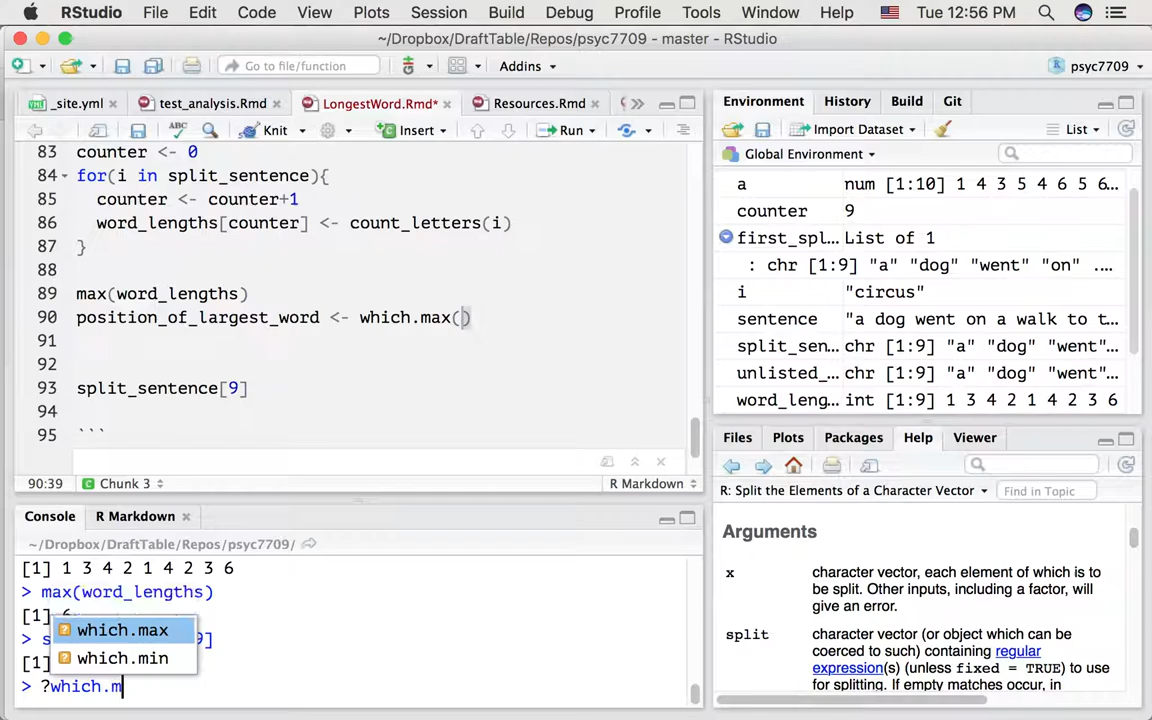 RStudio File Edit Code View Plots Session Build Debug Profile Tools Window Help Tue 12:56 PM
~/Dropbox/DraftTable/Repos/psyc7709 - master - RStudio
Go to file/function Addins psyc7709
_site.yml test_analysis.Rmd LongestWord.Rmd* Resources.Rmd
ABC Knit Insert Run
83 counter <- 0
84 for(i in split_sentence){
85 counter <- counter+1
86 word_lengths[counter] <- count_letters(i)
87 }
88
89 max(word_lengths)
90 position_of_largest_word <- which.max()
91
92
93 split_sentence[9]
94
95 ```
90:39 Chunk 3 R Markdown
Console R Markdown
~/Dropbox/DraftTable/Repos/psyc7709/
[1] 1 3 4 2 1 4 2 3 6
> max(word_lengths)
[1] 6
> s 9]
[1]
which.max
which.min
> ?which.m
Environment History Build Git
Import Dataset List
Global Environment
a num [1:10] 1 4 3 5 4 6 5 6…
counter 9
first_spl… List of 1
: chr [1:9] "a" "dog" "went" "on" ....
i "circus"
sentence "a dog went on a walk to t…
split_sen… chr [1:9] "a" "dog" "went"…
unlisted_… chr [1:9] "a" "dog" "went"…
word_leng… int [1:9] 1 3 4 2 1 4 2 3 6
Files Plots Packages Help Viewer
R: Split the Elements of a Character Vector Find in Topic
Arguments
x character vector, each element of which is to
be split. Other inputs, including a factor, will
give an error.
split character vector (or object which can be
coerced to such) containing regular
expression(s) (unless fixed = TRUE) to use
for splitting. If empty matches occur, in